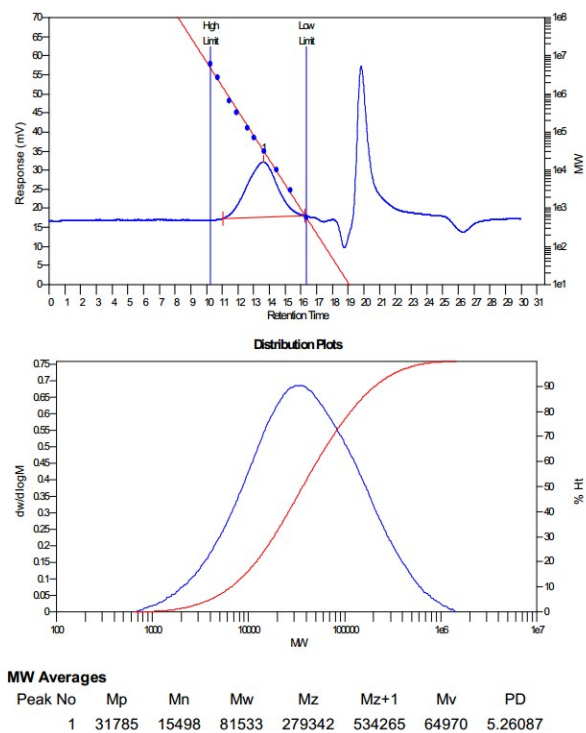 70
65
60
55
50
45
40
35
30
25
20
15
10
5
0
Response (mV)
High
Limit
Low
Limit
1
1e8
1e7
1e6
1e5
1e4
1e3
1e2
1e1
MW
0 1 2 3 4 5 6 7 8 9 10 11 12 13 14 15 16 17 18 19 20 21 22 23 24 25 26 27 28 29 30 31
Retention Time
Distribution Plots
0.75
0.7
0.65
0.6
0.55
0.5
0.45
0.4
0.35
0.3
0.25
0.2
0.15
0.1
0.05
0
dw/dlogM
90
80
70
60
50
40
30
20
10
0
% Ht
100 1000 10000 100000 1e6 1e7
MW
MW Averages
Peak No Mp Mn Mw Mz Mz+1 Mv PD
1 31785 15498 81533 279342 534265 64970 5.26087